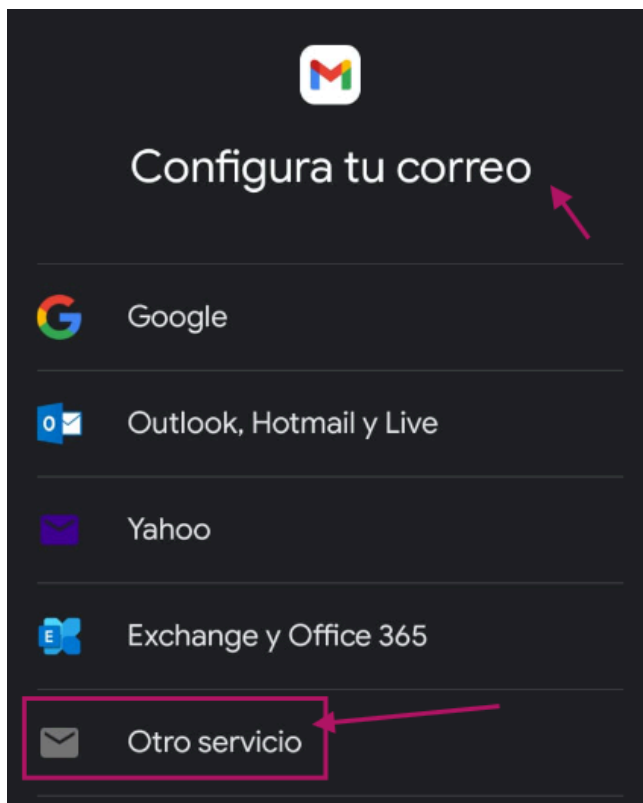 Configura tu correo
Google
Outlook, Hotmail y Live
Yahoo
Exchange y Office 365
Otro servicio